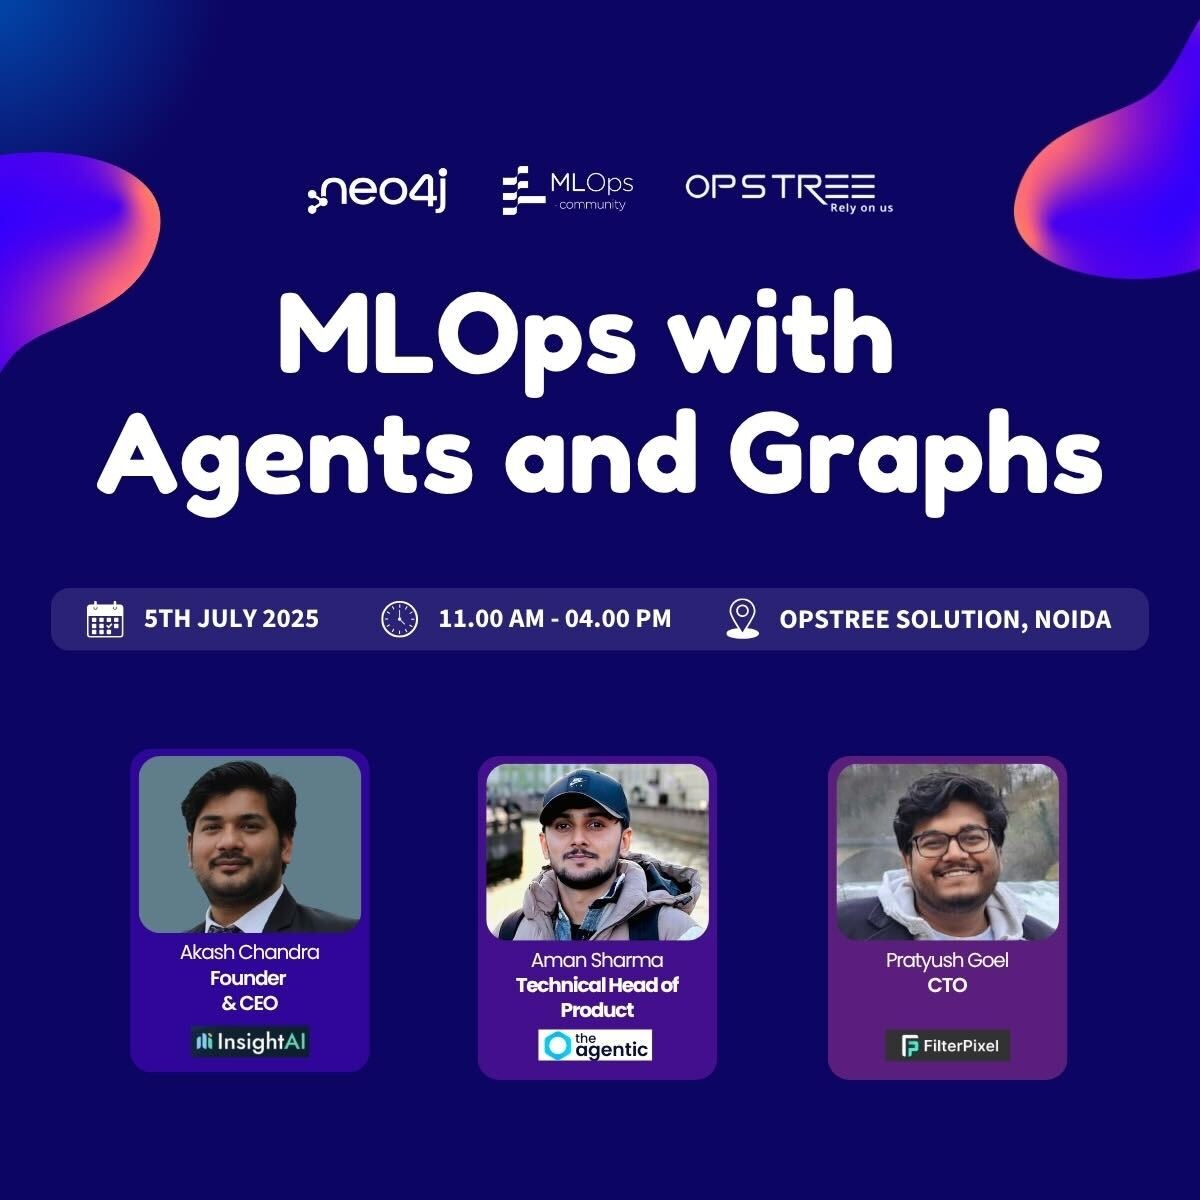 neo4j
MLOps
community
OPSTREE
Rely on us
MLOps with
Agents and Graphs
5TH JULY 2025
11.00 AM - 04.00 PM
OPSTREE SOLUTION, NOIDA
Akash Chandra
Founder
& CEO
InsightAI
Aman Sharma
Technical Head of
Product
the
agentic
Pratyush Goel
CTO
FilterPixel